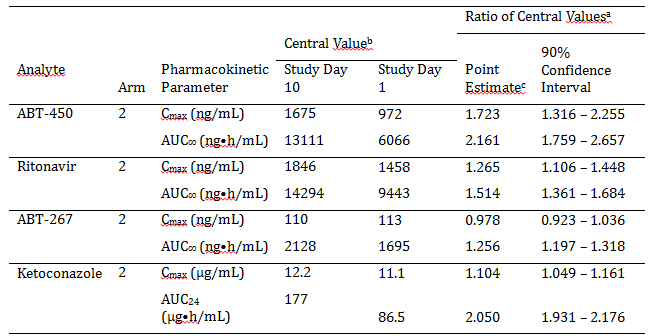 Ratio of Central Valuesᵃ
Central Valueᵇ
Analyte Arm Pharmacokinetic Parameter Study Day 10 Study Day 1 Point Estimateᶜ 90% Confidence Interval
ABT-450 2 Cmax (ng/mL) 1675 972 1.723 1.316 – 2.255
AUC∞ (ng•h/mL) 13111 6066 2.161 1.759 – 2.657
Ritonavir 2 Cmax (ng/mL) 1846 1458 1.265 1.106 – 1.448
AUC∞ (ng•h/mL) 14294 9443 1.514 1.361 – 1.684
ABT-267 2 Cmax (ng/mL) 110 113 0.978 0.923 – 1.036
AUC∞ (ng•h/mL) 2128 1695 1.256 1.197 – 1.318
Ketoconazole 2 Cmax (µg/mL) 12.2 11.1 1.104 1.049 – 1.161
AUC24 177
(µg•h/mL) 86.5 2.050 1.931 – 2.176